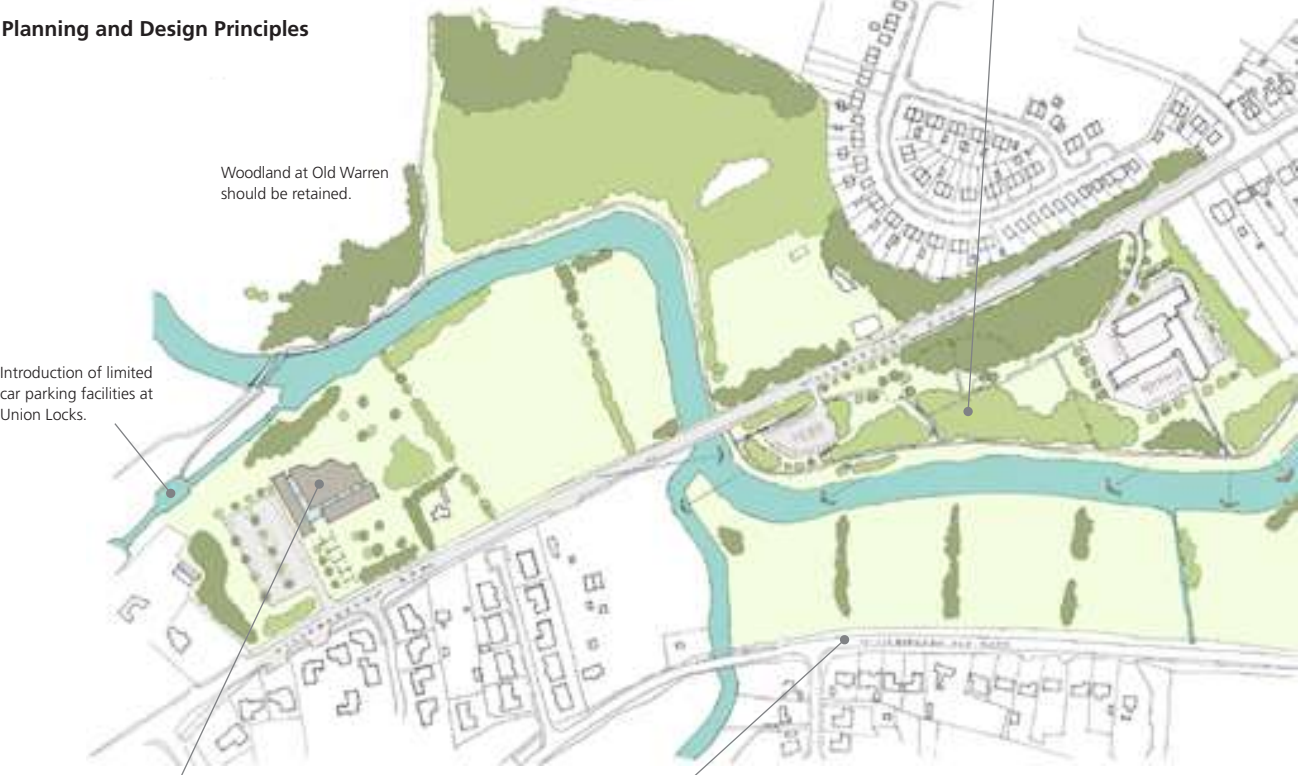 Planning and Design Principles
Woodland at Old Warren
should be retained.
Introduction of limited
car parking facilities at
Union Locks.